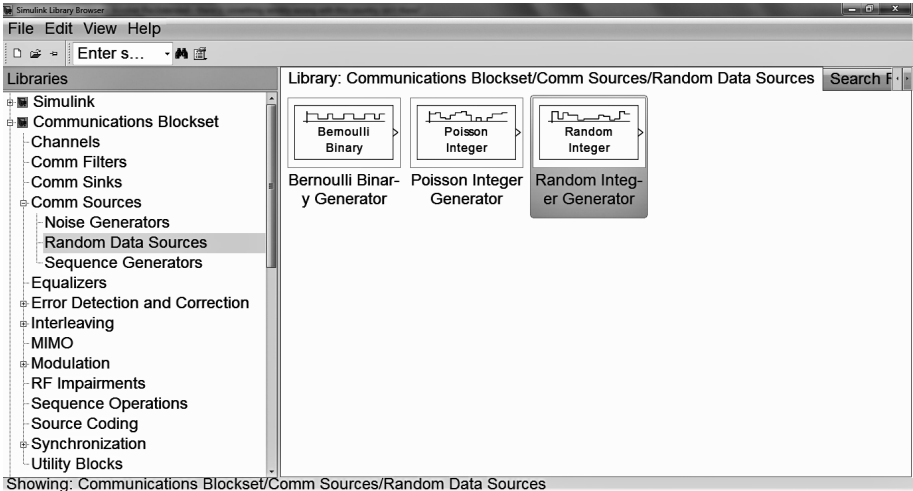 Simulink Library Browser
File Edit View Help
Enter s...
Libraries
Simulink
Communications Blockset
Channels
Comm Filters
Comm Sinks
Comm Sources
Noise Generators
Random Data Sources
Sequence Generators
Equalizers
Error Detection and Correction
Interleaving
MIMO
Modulation
RF Impairments
Sequence Operations
Source Coding
Synchronization
Utility Blocks
Library: Communications Blockset/Comm Sources/Random Data Sources
Search F
Bernoulli
Binary
Bernoulli Binar-
y Generator
Poisson
Integer
Poisson Integer
Generator
Random
Integer
Random Integ-
er Generator
Showing: Communications Blockset/Comm Sources/Random Data Sources